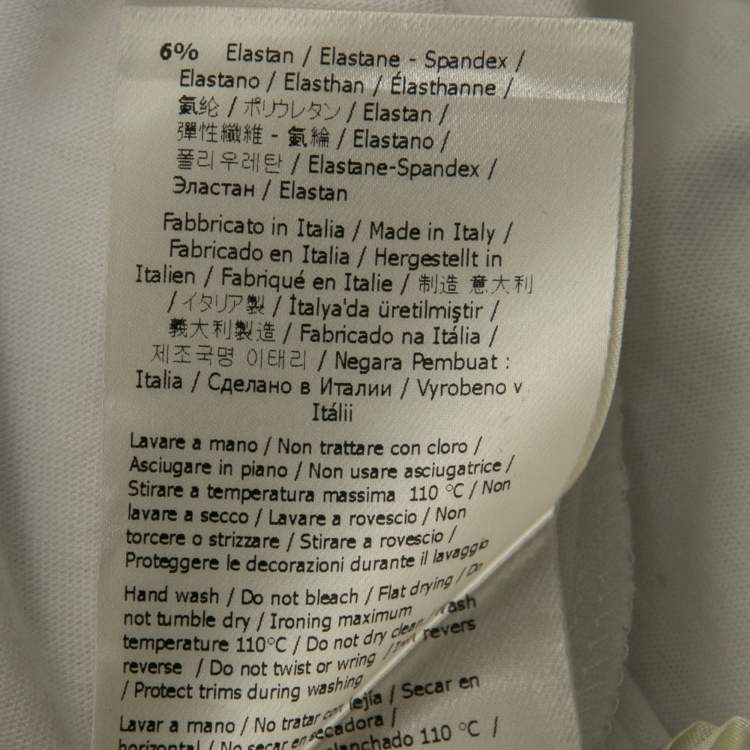 6% Elastan / Elastane - Spandex /
Elastano / Elasthan / Élasthanne /
氨纶 / ポリウレタン / Elastan /
彈性纖維 - 氨綸 / Elastano /
폴리우레탄 / Elastane-Spandex /
Эластан / Elastan
Fabbricato in Italia / Made in Italy /
Fabricado en Italia / Hergestellt in
Italien / Fabriqué en Italie / 制造 意大利
/ イタリア製 / İtalya'da üretilmiştir /
義大利製造 / Fabricado na Itália /
제조국명 이태리 / Negara Pembuat :
Italia / Сделано в Италии / Vyrobeno v
Itálii
Lavare a mano / Non trattare con cloro /
Asciugare in piano / Non usare asciugatrice /
Stirare a temperatura massima 110 °C / Non
lavare a secco / Lavare a rovescio / Non
torcere o strizzare / Stirare a rovescio /
Proteggere le decorazioni durante il lavaggio
Hand wash / Do not bleach / Flat drying / Do
not tumble dry / Ironing maximum
temperature 110°C / Do not dry clean / Wash
reverse / Do not twist or wring / Iron revers
/ Protect trims during washing
Lavar a mano / No tratar con lejía / Secar en
horizontal / No secar en secadora /
planchado 110 °C /